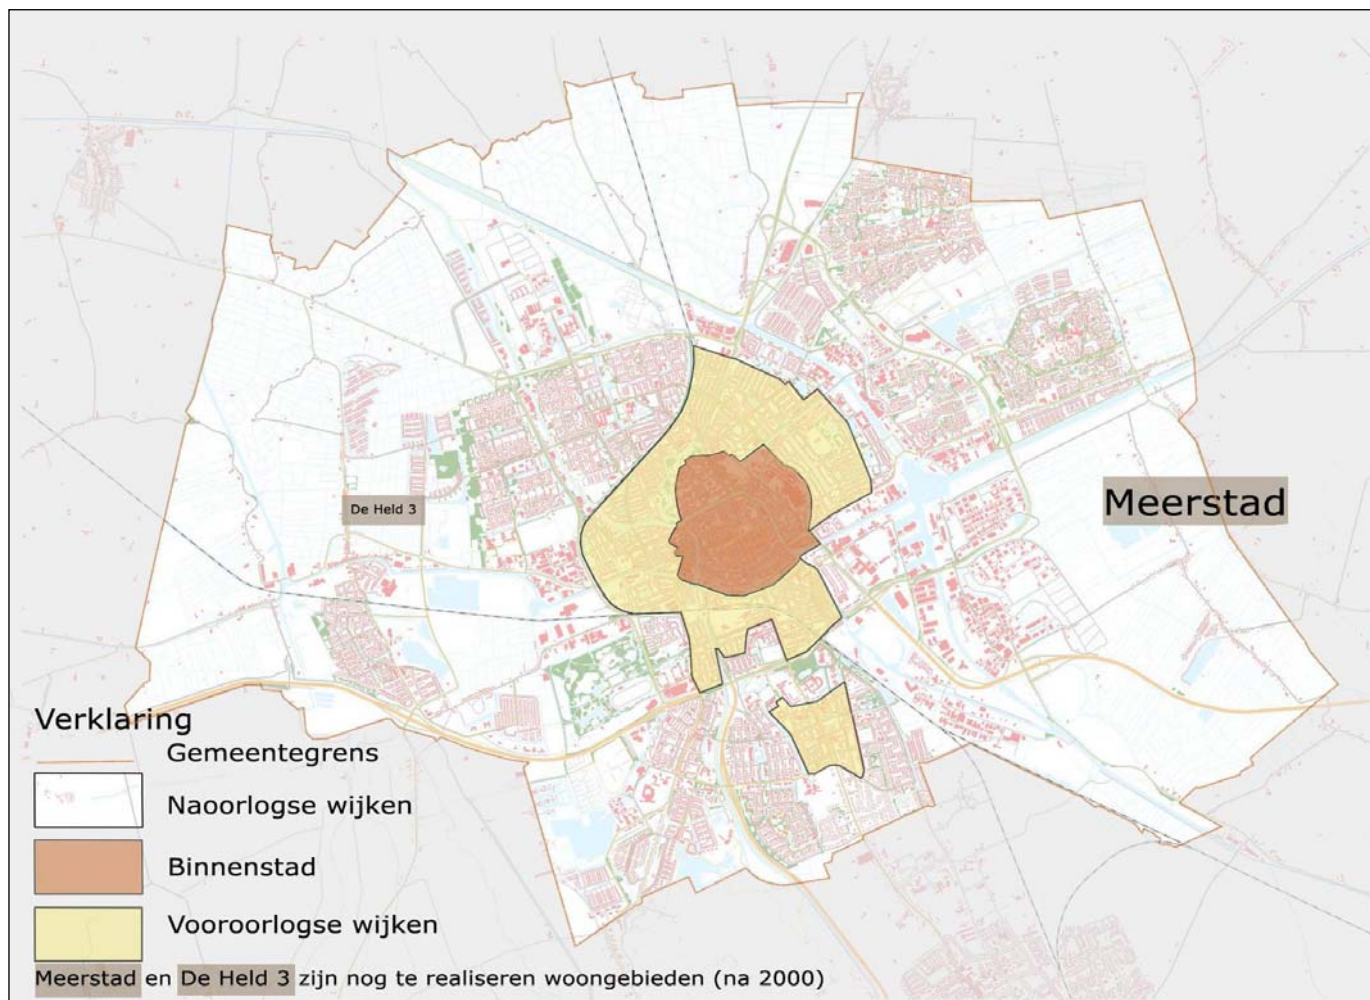 De Held 3
Meerstad
Verklaring
Gemeentegrens
Naoorlogse wijken
Binnenstad
Vooroorlogse wijken
Meerstad en De Held 3 zijn nog te realiseren woongebieden (na 2000)